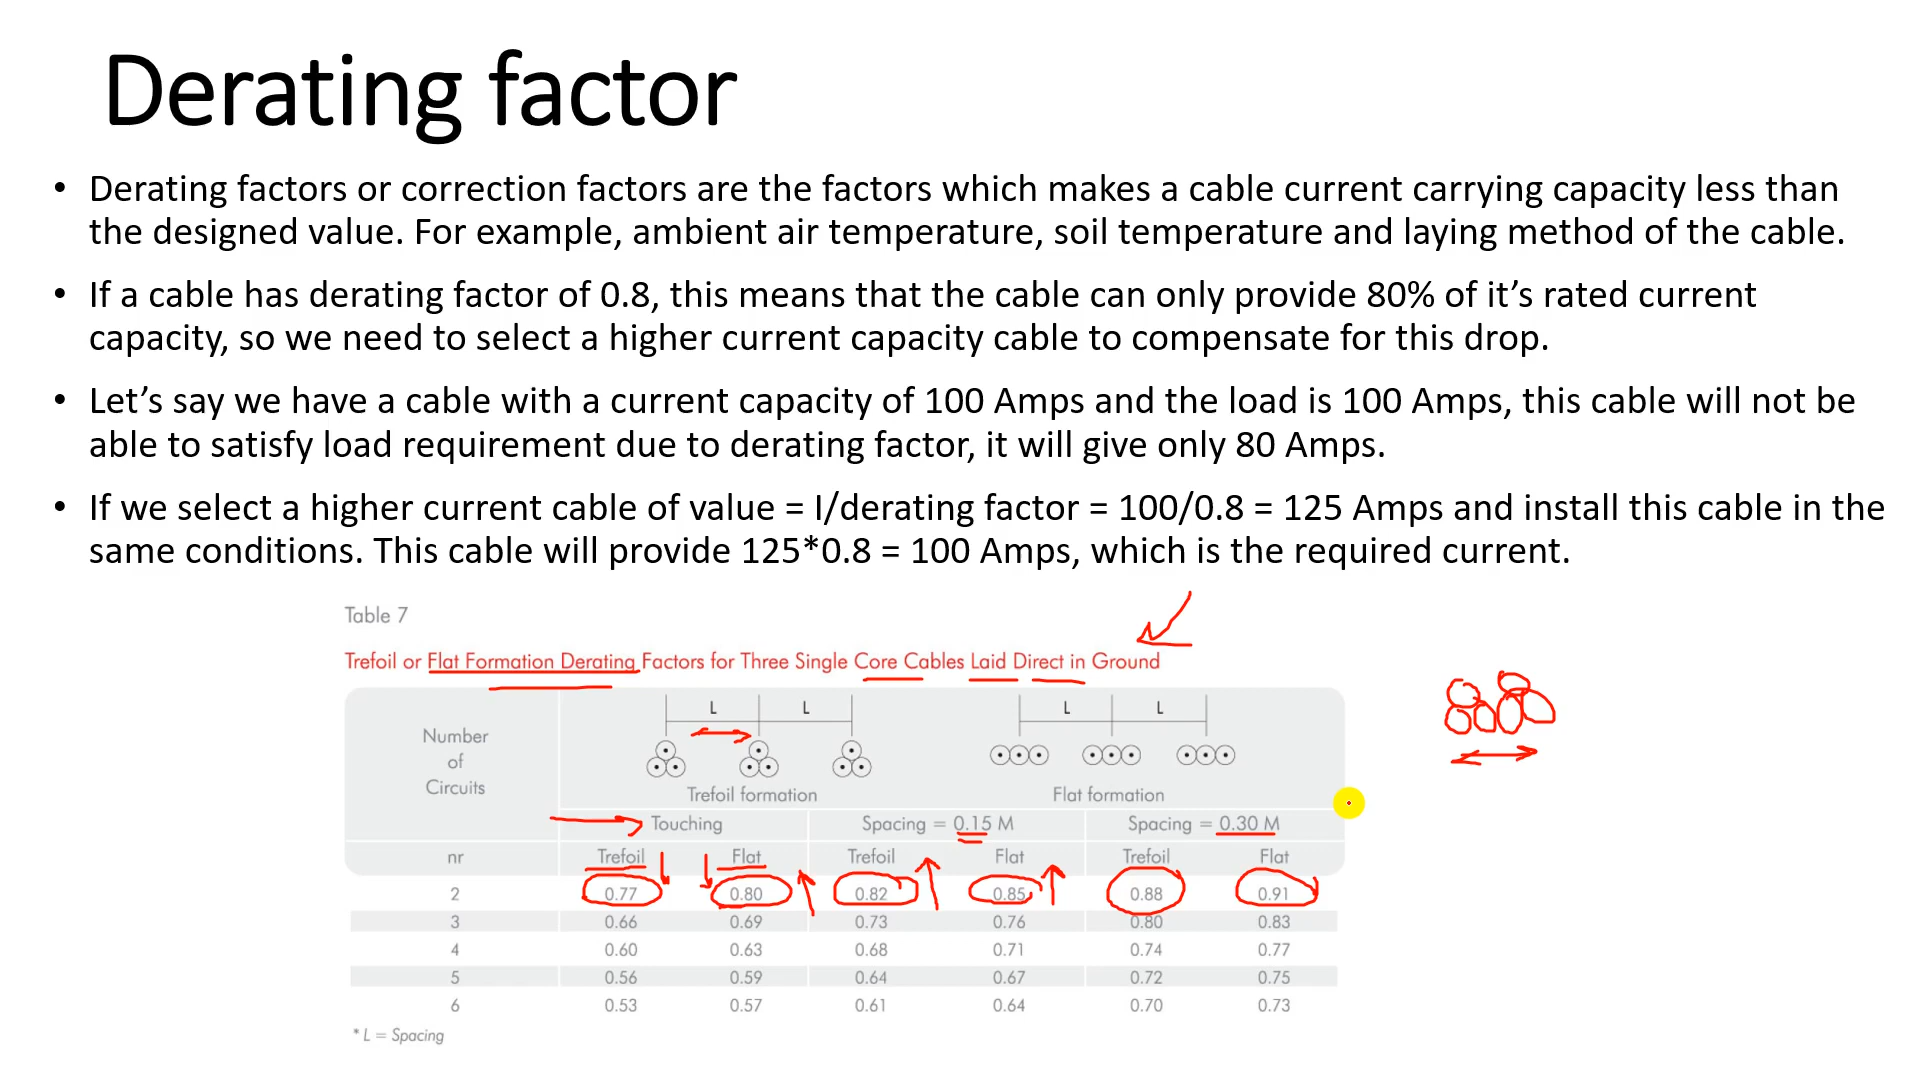 Derating factor
• Derating factors or correction factors are the factors which makes a cable current carrying capacity less than
the designed value. For example, ambient air temperature, soil temperature and laying method of the cable.
• If a cable has derating factor of 0.8, this means that the cable can only provide 80% of it’s rated current
capacity, so we need to select a higher current capacity cable to compensate for this drop.
• Let’s say we have a cable with a current capacity of 100 Amps and the load is 100 Amps, this cable will not be
able to satisfy load requirement due to derating factor, it will give only 80 Amps.
• If we select a higher current cable of value = I/derating factor = 100/0.8 = 125 Amps and install this cable in the
same conditions. This cable will provide 125*0.8 = 100 Amps, which is the required current.
Table 7
Trefoil or Flat Formation Derating Factors for Three Single Core Cables Laid Direct in Ground
L L L L
Number
of
Circuits
Trefoil formation Flat formation
Touching Spacing = 0.15 M Spacing = 0.30 M
nr Trefoil Flat Trefoil Flat Trefoil Flat
2 0.77 0.80 0.82 0.85 0.88 0.91
3 0.66 0.69 0.73 0.76 0.80 0.83
4 0.60 0.63 0.68 0.71 0.74 0.77
5 0.56 0.59 0.64 0.67 0.72 0.75
6 0.53 0.57 0.61 0.64 0.70 0.73
* L = Spacing